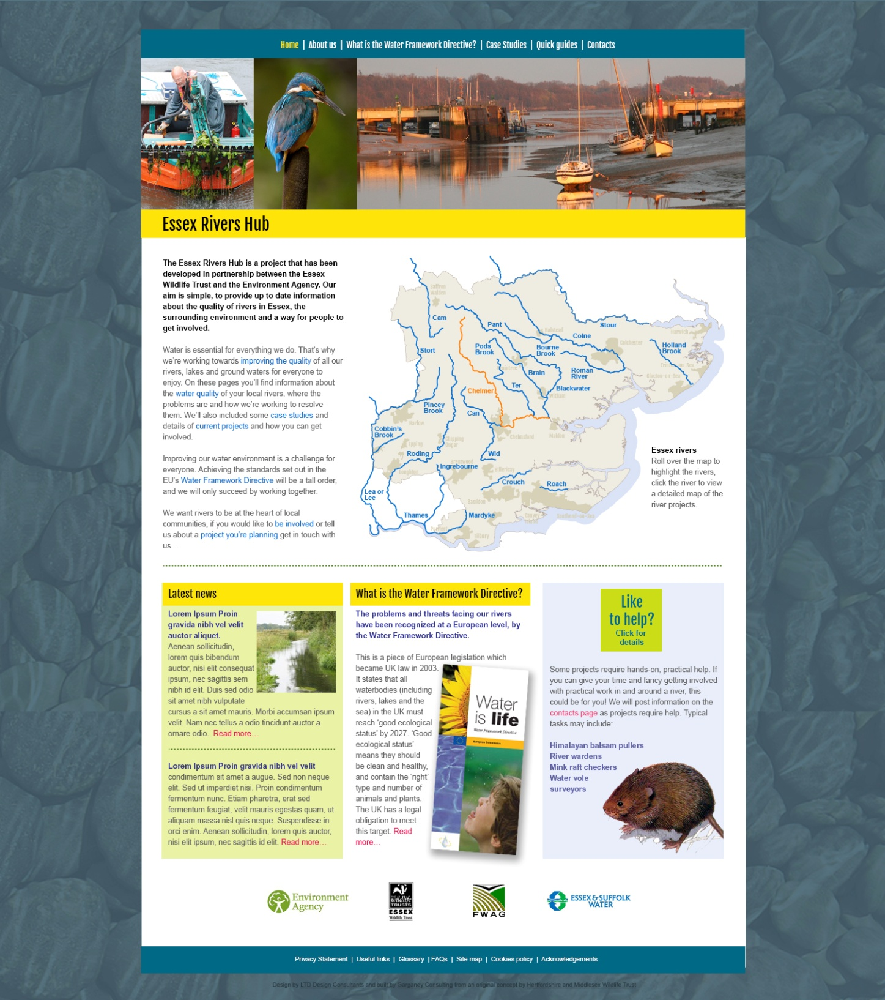 Home | About us | What is the Water Framework Directive? | Case Studies | Quick guides | Contacts
Essex Rivers Hub
The Essex Rivers Hub is a project that has been
developed in partnership between the Essex
Wildlife Trust and the Environment Agency. Our
aim is simple, to provide up to date information
about the quality of rivers in Essex, the
surrounding environment and a way for people to
get involved.
Water is essential for everything we do. That's why
we're working towards improving the quality of all our
rivers, lakes and ground waters for everyone to
enjoy. On these pages you'll find information about
the water quality of your local rivers, where the
problems are and how we're working to resolve
them. We'll also included some case studies and
details of current projects and how you can get
involved.
Improving our water environment is a challenge for
everyone. Achieving the standards set out in the
EU's Water Framework Directive will be a tall order,
and we will only succeed by working together.
We want rivers to be at the heart of local
communities, if you would like to be involved or tell
us about a project you're planning get in touch with
us…
Saffron
Walden
Cam
Pant
Stour
Halstead
Colne
Harwich
Colchester
Stort
Pods
Brook
Bourne
Brook
Holland
Brook
Frinton-on-Sea
Braintree
Brain
Roman
River
Clacton-on-Sea
Chelmer
Ter
Blackwater
Witham
Pincey
Brook
Can
Harlow
Cobbin's
Brook
Chelmsford
Maldon
Epping
Chipping
Ongar
Roding
Wid
Brentwood
Ingrebourne
Billericay
Loughton
Crouch
Roach
Lea or
Lee
Basildon
Thames
Mardyke
Canvey
Island
Southend-on-Sea
Purfleet
Tilbury
Essex rivers
Roll over the map to
highlight the rivers,
click the river to view
a detailed map of the
river projects.
Latest news
Lorem Ipsum Proin
gravida nibh vel velit
auctor aliquet.
Aenean sollicitudin,
lorem quis bibendum
auctor, nisi elit consequat
ipsum, nec sagittis sem
nibh id elit. Duis sed odio
sit amet nibh vulputate
cursus a sit amet mauris. Morbi accumsan ipsum
velit. Nam nec tellus a odio tincidunt auctor a
ornare odio. Read more…
Lorem Ipsum Proin gravida nibh vel velit
condimentum sit amet a augue. Sed non neque
elit. Sed ut imperdiet nisi. Proin condimentum
fermentum nunc. Etiam pharetra, erat sed
fermentum feugiat, velit mauris egestas quam, ut
aliquam massa nisl quis neque. Suspendisse in
orci enim. Aenean sollicitudin, lorem quis auctor,
nisi elit ipsum, nec sagittis id elit. Read more…
What is the Water Framework Directive?
The problems and threats facing our rivers
have been recognized at a European level, by
the Water Framework Directive.
This is a piece of European legislation which
became UK law in 2003.
It states that all
waterbodies (including
rivers, lakes and the
sea) in the UK must
reach 'good ecological
status' by 2027. 'Good
ecological status'
means they should
be clean and healthy,
and contain the 'right'
type and number of
animals and plants.
The UK has a legal
obligation to meet
this target. Read
more…
Water
is life
Water Framework Directive
European Commission
Like
to help?
Click for
details
Some projects require hands-on, practical help. If
you can give your time and fancy getting involved
with practical work in and around a river, this
could be for you! We will post information on the
contacts page as projects require help. Typical
tasks may include:
Himalayan balsam pullers
River wardens
Mink raft checkers
Water vole
surveyors
Environment
Agency
THE
wildlife
TRUSTS
ESSEX
Wildlife Trust
FWAG
ESSEX & SUFFOLK
WATER
Privacy Statement | Useful links | Glossary | FAQs | Site map | Cookies policy | Acknowledgements
Design by LTD Design Consultants and built by Garganey Consulting from an original concept by Hertfordshire and Middlesex Wildlife Trust